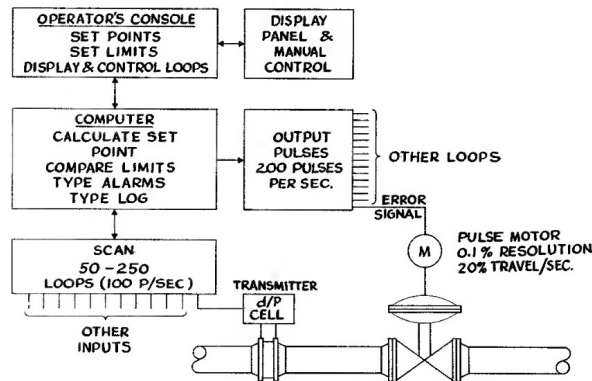 OPERATOR'S CONSOLE
SET POINTS
SET LIMITS
DISPLAY & CONTROL LOOPS
DISPLAY
PANEL &
MANUAL
CONTROL
COMPUTER
CALCULATE SET
POINT
COMPARE LIMITS
TYPE ALARMS
TYPE LOG
OUTPUT
PULSES
200 PULSES
PER SEC.
OTHER LOOPS
ERROR
SIGNAL
M
PULSE MOTOR
0.1% RESOLUTION
20% TRAVEL/SEC.
SCAN
50-250
LOOPS (100 P/SEC)
OTHER
INPUTS
TRANSMITTER
d/P
CELL